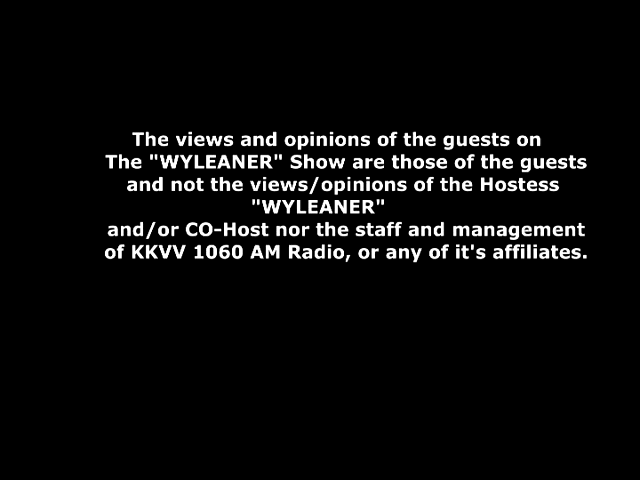 The views and opinions of the guests on
The "WYLEANER" Show are those of the guests
and not the views/opinions of the Hostess
"WYLEANER"
and/or CO-Host nor the staff and management
of KKVV 1060 AM Radio, or any of it's affiliates.